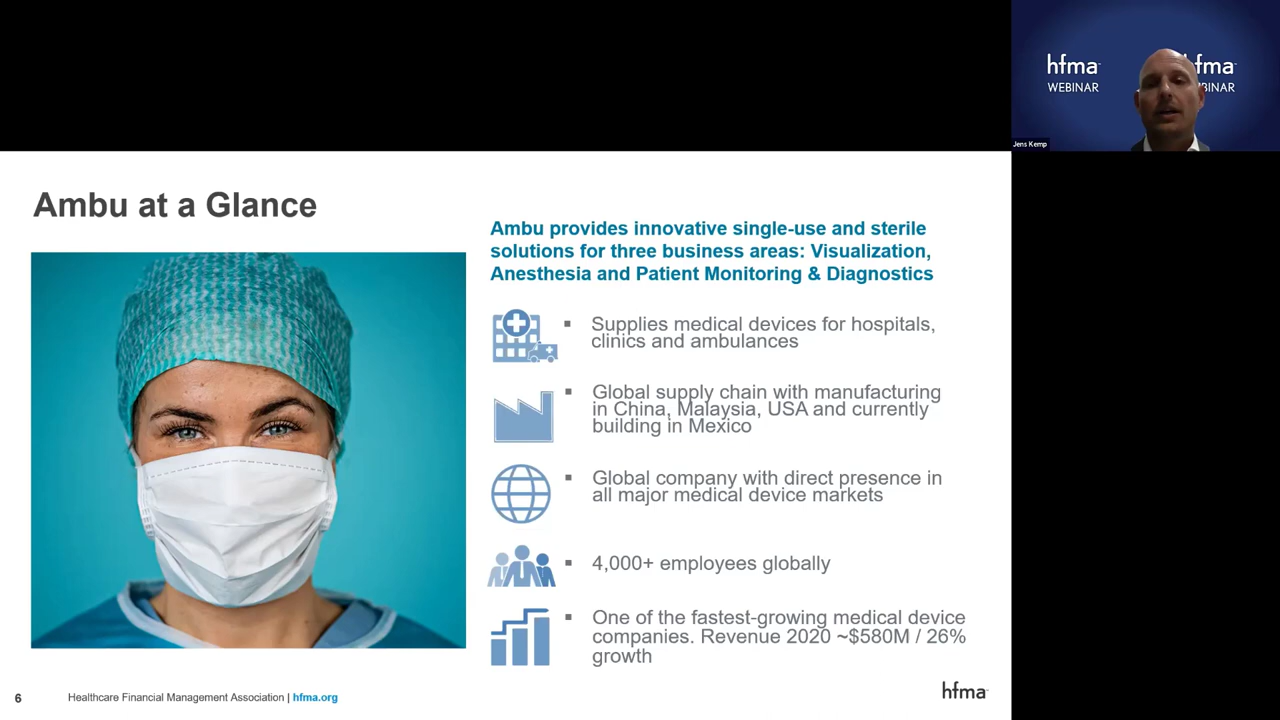 hfma
WEBINAR
hfma
BINAR
Jens Kemp
Ambu at a Glance
Ambu provides innovative single-use and sterile
solutions for three business areas: Visualization,
Anesthesia and Patient Monitoring & Diagnostics
▪ Supplies medical devices for hospitals,
clinics and ambulances
▪ Global supply chain with manufacturing
in China, Malaysia, USA and currently
building in Mexico
▪ Global company with direct presence in
all major medical device markets
▪ 4,000+ employees globally
▪ One of the fastest-growing medical device
companies. Revenue 2020 ~$580M / 26%
growth
6
Healthcare Financial Management Association | hfma.org
hfma